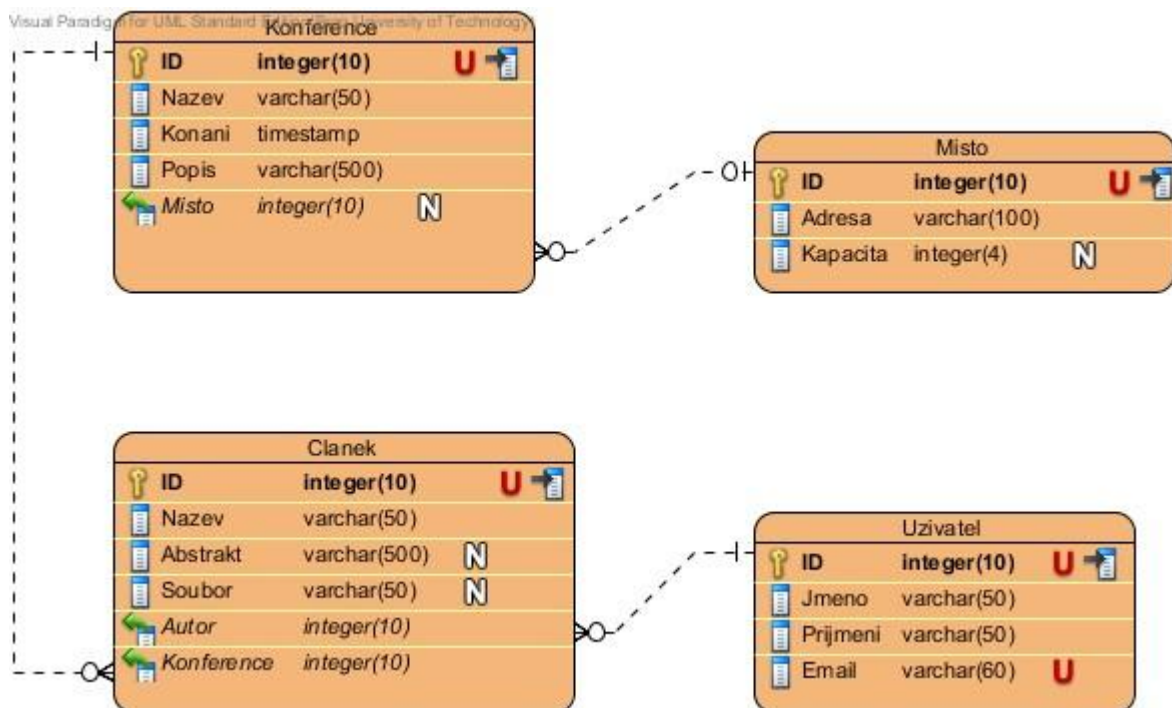 Visual Paradigm for UML Standard Edition(Brno University of Technology)
Konference
ID integer(10) U
Nazev varchar(50)
Konani timestamp
Popis varchar(500)
Misto integer(10) N
Misto
ID integer(10) U
Adresa varchar(100)
Kapacita integer(4) N
Clanek
ID integer(10) U
Nazev varchar(50)
Abstrakt varchar(500) N
Soubor varchar(50) N
Autor integer(10)
Konference integer(10)
Uzivatel
ID integer(10) U
Jmeno varchar(50)
Prijmeni varchar(50)
Email varchar(60) U